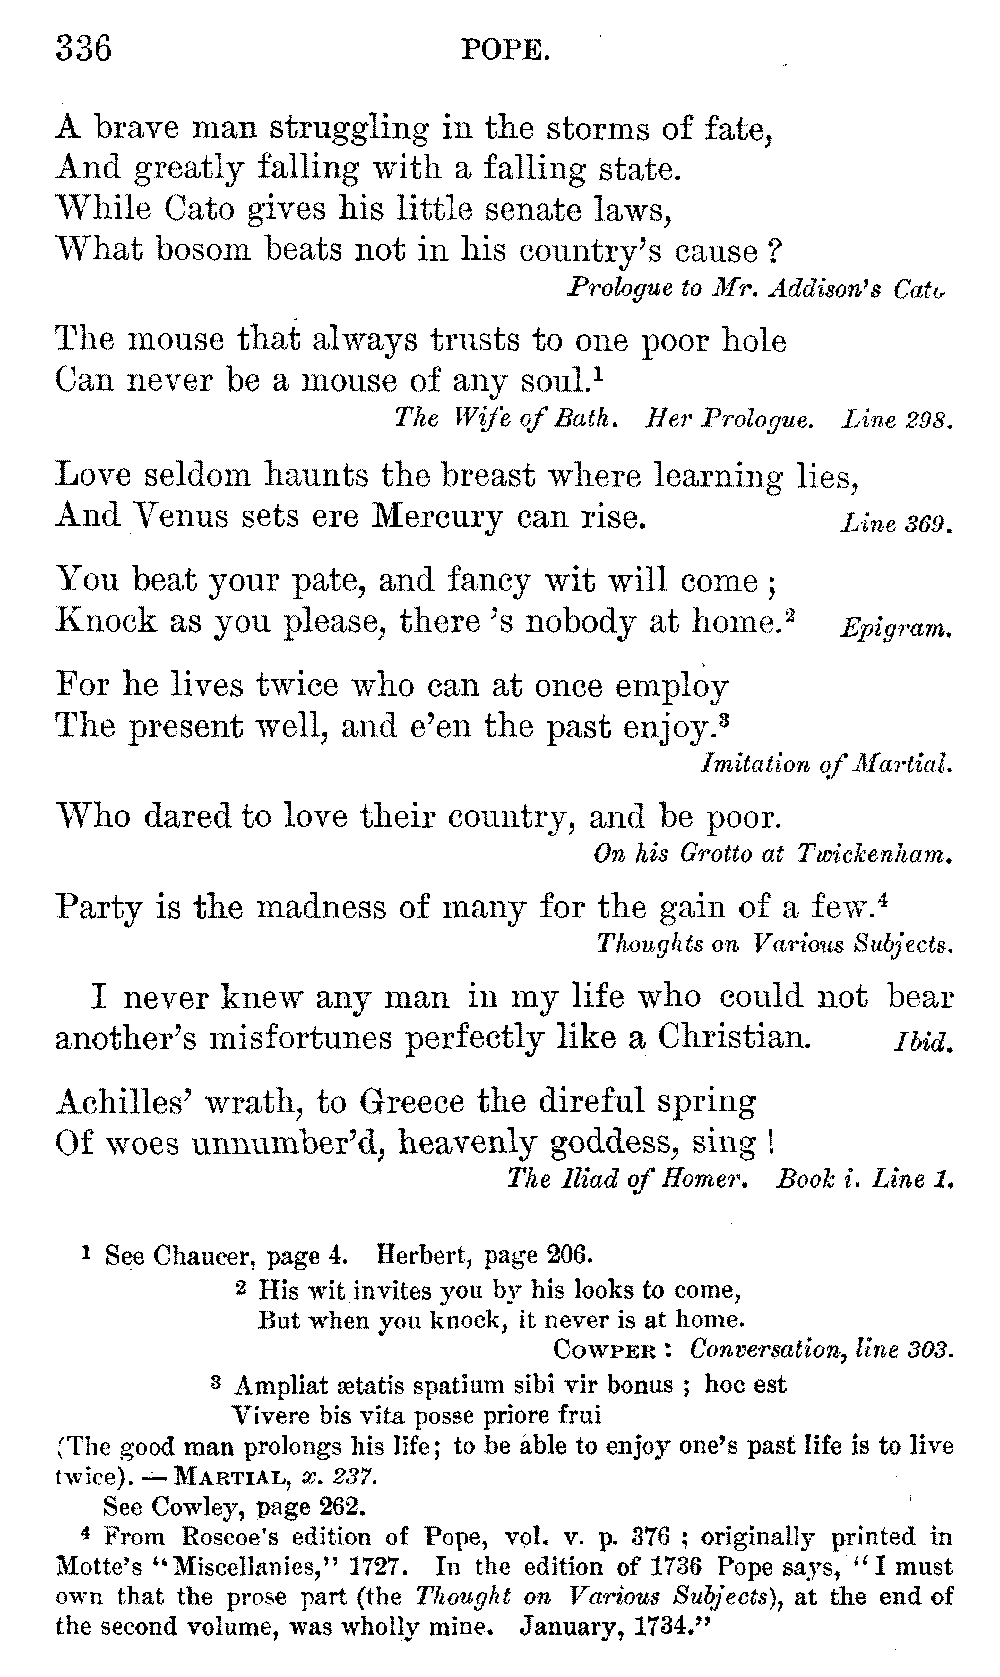 336 POPE.
A brave man struggling in the storms of fate,
And greatly falling with a falling state.
While Cato gives his little senate laws,
What bosom beats not in his country's cause ?
Prologue to Mr. Addison's Cato
The mouse that always trusts to one poor hole
Can never be a mouse of any soul.¹
The Wife of Bath. Her Prologue. Line 298.
Love seldom haunts the breast where learning lies,
And Venus sets ere Mercury can rise. Line 369.
You beat your pate, and fancy wit will come ;
Knock as you please, there 's nobody at home.² Epigram.
For he lives twice who can at once employ
The present well, and e'en the past enjoy.³
Imitation of Martial.
Who dared to love their country, and be poor.
On his Grotto at Twickenham.
Party is the madness of many for the gain of a few.⁴
Thoughts on Various Subjects.
I never knew any man in my life who could not bear
another's misfortunes perfectly like a Christian. Ibid.
Achilles' wrath, to Greece the direful spring
Of woes unnumber'd, heavenly goddess, sing !
The Iliad of Homer. Book i. Line 1.
¹ See Chaucer, page 4. Herbert, page 206.
² His wit invites you by his looks to come,
But when you knock, it never is at home.
COWPER : Conversation, line 303.
³ Ampliat ætatis spatium sibi vir bonus ; hoc est
Vivere bis vita posse priore frui
(The good man prolongs his life; to be able to enjoy one's past life is to live
twice). — MARTIAL, x. 237.
See Cowley, page 262.
⁴ From Roscoe's edition of Pope, vol. v. p. 376 ; originally printed in
Motte's "Miscellanies," 1727. In the edition of 1736 Pope says, "I must
own that the prose part (the Thought on Various Subjects), at the end of
the second volume, was wholly mine. January, 1734."